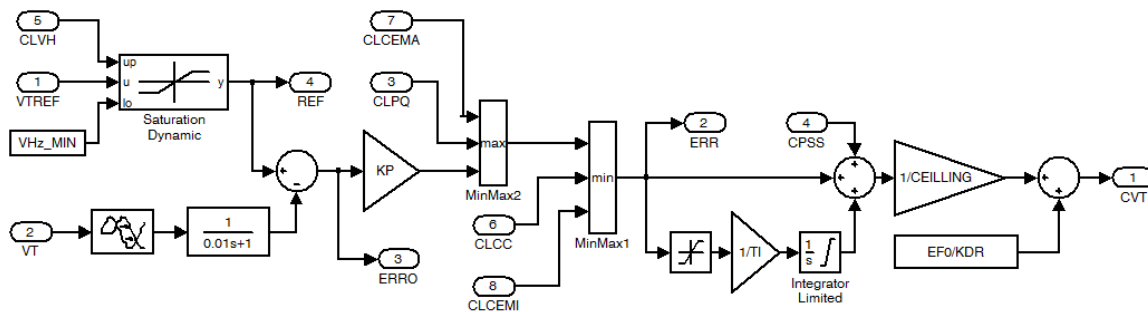 5
CLVH
1
VTREF
VHz_MIN
up
u
lo
y
Saturation
Dynamic
4
REF
2
VT
1
0.01s+1
+
−
KP
3
ERRO
7
CLCEMA
3
CLPQ
max
MinMax2
6
CLCC
8
CLCEMI
min
MinMax1
2
ERR
1/TI
1
s
Integrator
Limited
4
CPSS
+
+
+
1/CEILLING
EF0/KDR
+
+
1
CVT